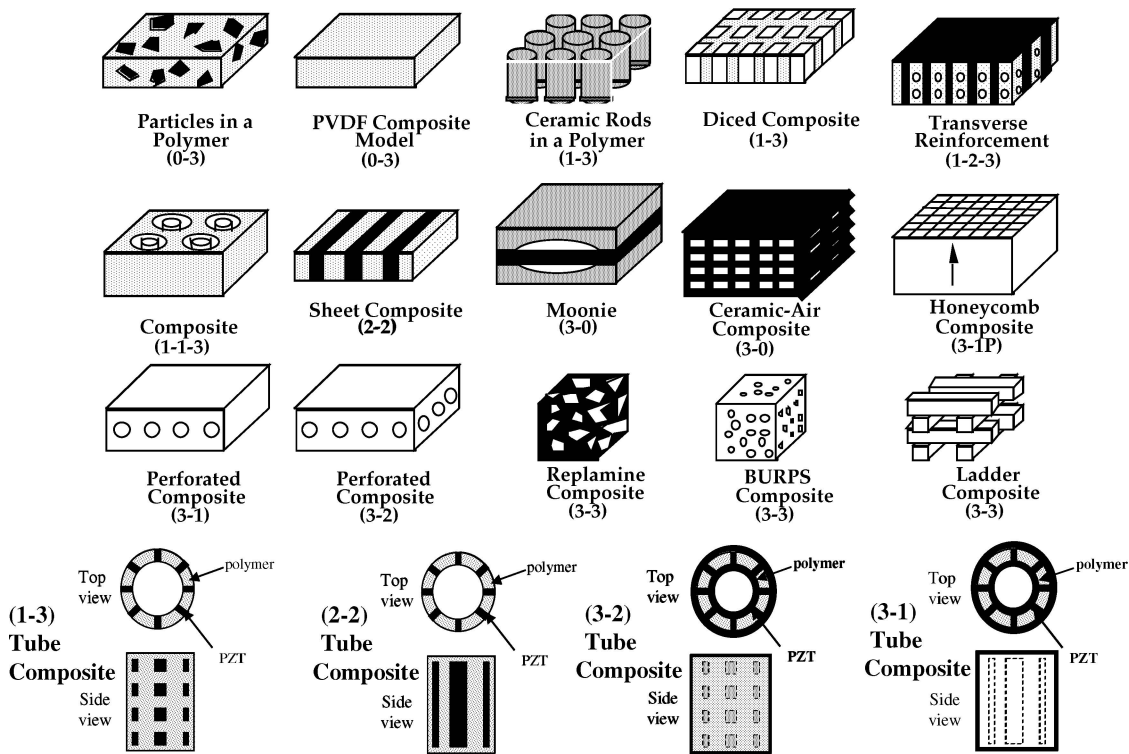 Particles in a
Polymer
(0-3)
PVDF Composite
Model
(0-3)
Ceramic Rods
in a Polymer
(1-3)
Diced Composite
(1-3)
Transverse
Reinforcement
(1-2-3)
Composite
(1-1-3)
Sheet Composite
(2-2)
Moonie
(3-0)
Ceramic-Air
Composite
(3-0)
Honeycomb
Composite
(3-1P)
Perforated
Composite
(3-1)
Perforated
Composite
(3-2)
Replamine
Composite
(3-3)
BURPS
Composite
(3-3)
Ladder
Composite
(3-3)
(1-3)
Tube
Composite
Top
view
polymer
PZT
Side
view
(2-2)
Tube
Composite
Top
view
polymer
PZT
Side
view
(3-2)
Tube
Composite
Top
view
polymer
PZT
Side
view
(3-1)
Tube
Composite
Top
view
polymer
PZT
Side
view